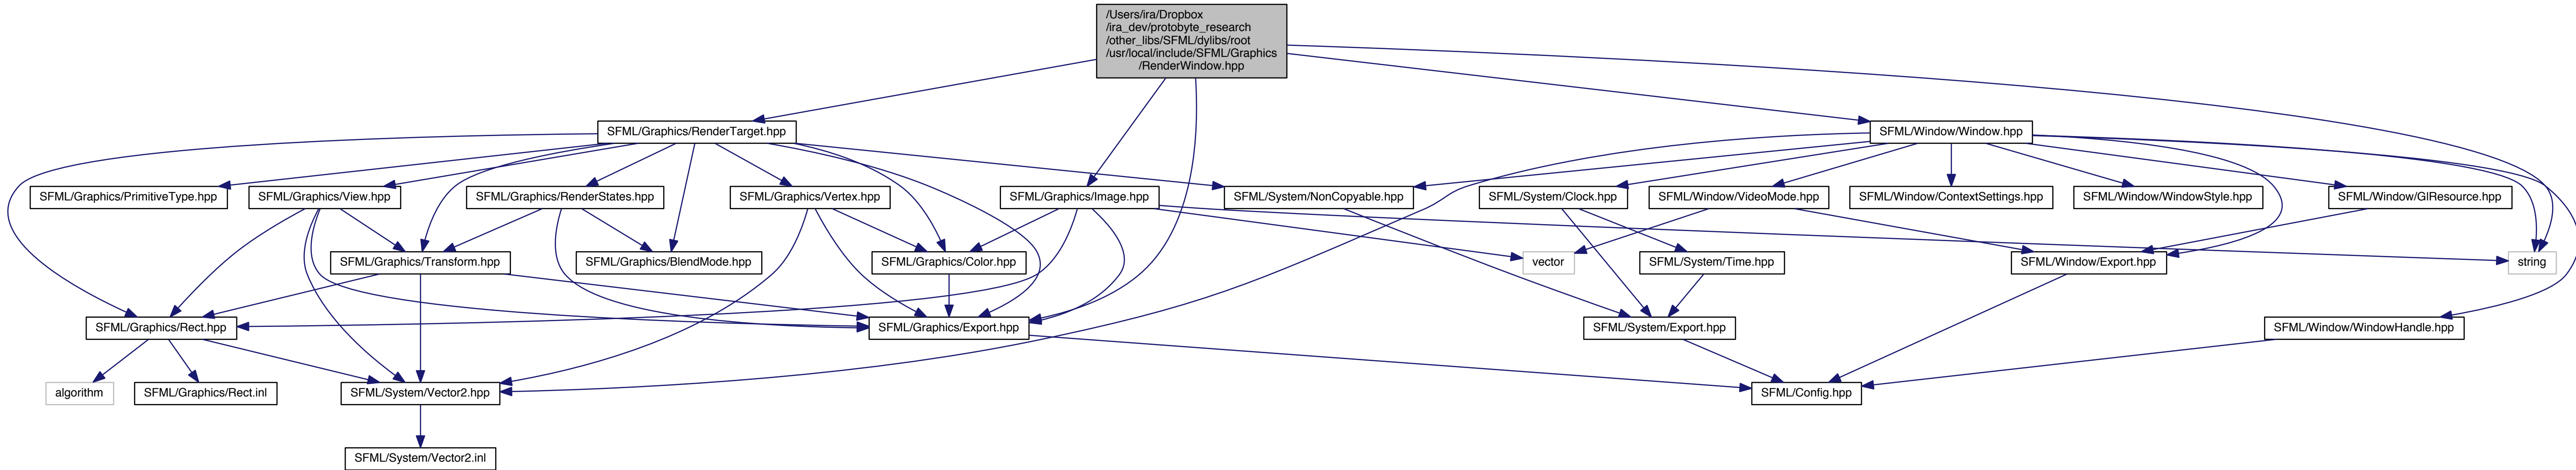 /Users/ira/Dropbox
/ira_dev/protobyte_research
/other_libs/SFML/dylibs/root
/usr/local/include/SFML/Graphics
/RenderWindow.hpp
SFML/Graphics/RenderTarget.hpp
SFML/Window/Window.hpp
SFML/Graphics/PrimitiveType.hpp
SFML/Graphics/View.hpp
SFML/Graphics/RenderStates.hpp
SFML/Graphics/Vertex.hpp
SFML/Graphics/Image.hpp
SFML/System/NonCopyable.hpp
SFML/System/Clock.hpp
SFML/Window/VideoMode.hpp
SFML/Window/ContextSettings.hpp
SFML/Window/WindowStyle.hpp
SFML/Window/GlResource.hpp
SFML/Graphics/Transform.hpp
SFML/Graphics/BlendMode.hpp
SFML/Graphics/Color.hpp
vector
SFML/System/Time.hpp
SFML/Window/Export.hpp
string
SFML/Graphics/Rect.hpp
SFML/Graphics/Export.hpp
SFML/System/Export.hpp
SFML/Window/WindowHandle.hpp
algorithm
SFML/Graphics/Rect.inl
SFML/System/Vector2.hpp
SFML/Config.hpp
SFML/System/Vector2.inl